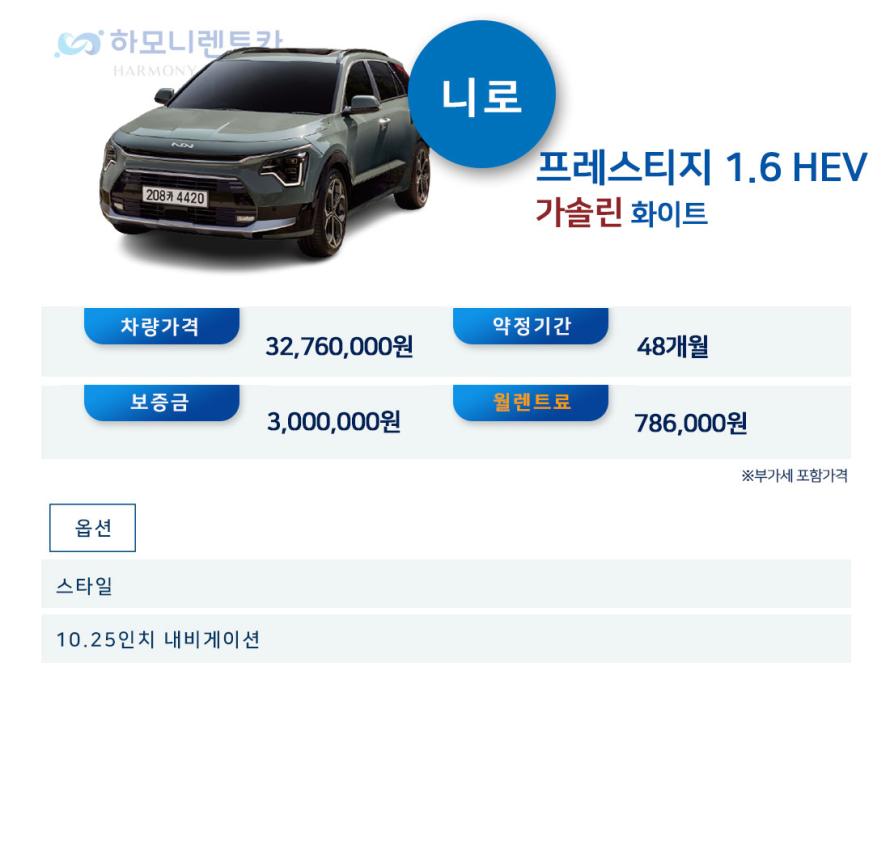 하모니렌트카
HARMONY
니로
프레스티지 1.6 HEV
가솔린 화이트
208카 4420
차량가격
32,760,000원
약정기간
48개월
보증금
3,000,000원
월렌트료
786,000원
※부가세 포함가격
옵션
스타일
10.25인치 내비게이션